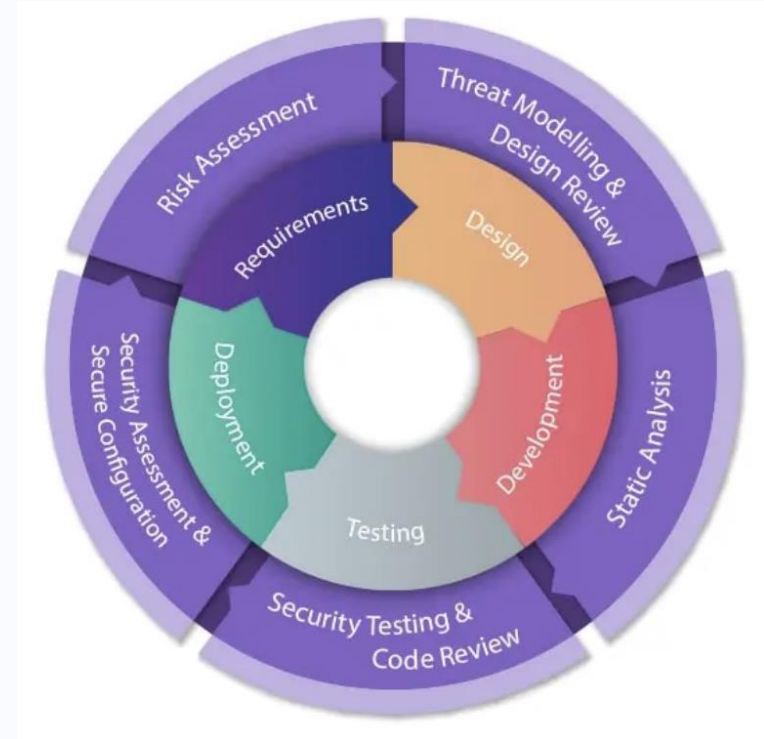 Risk Assessment
Threat Modelling &
Design Review
Requirements
Design
Security Assessment &
Secure Configuration
Deployment
Development
Static Analysis
Testing
Security Testing &
Code Review